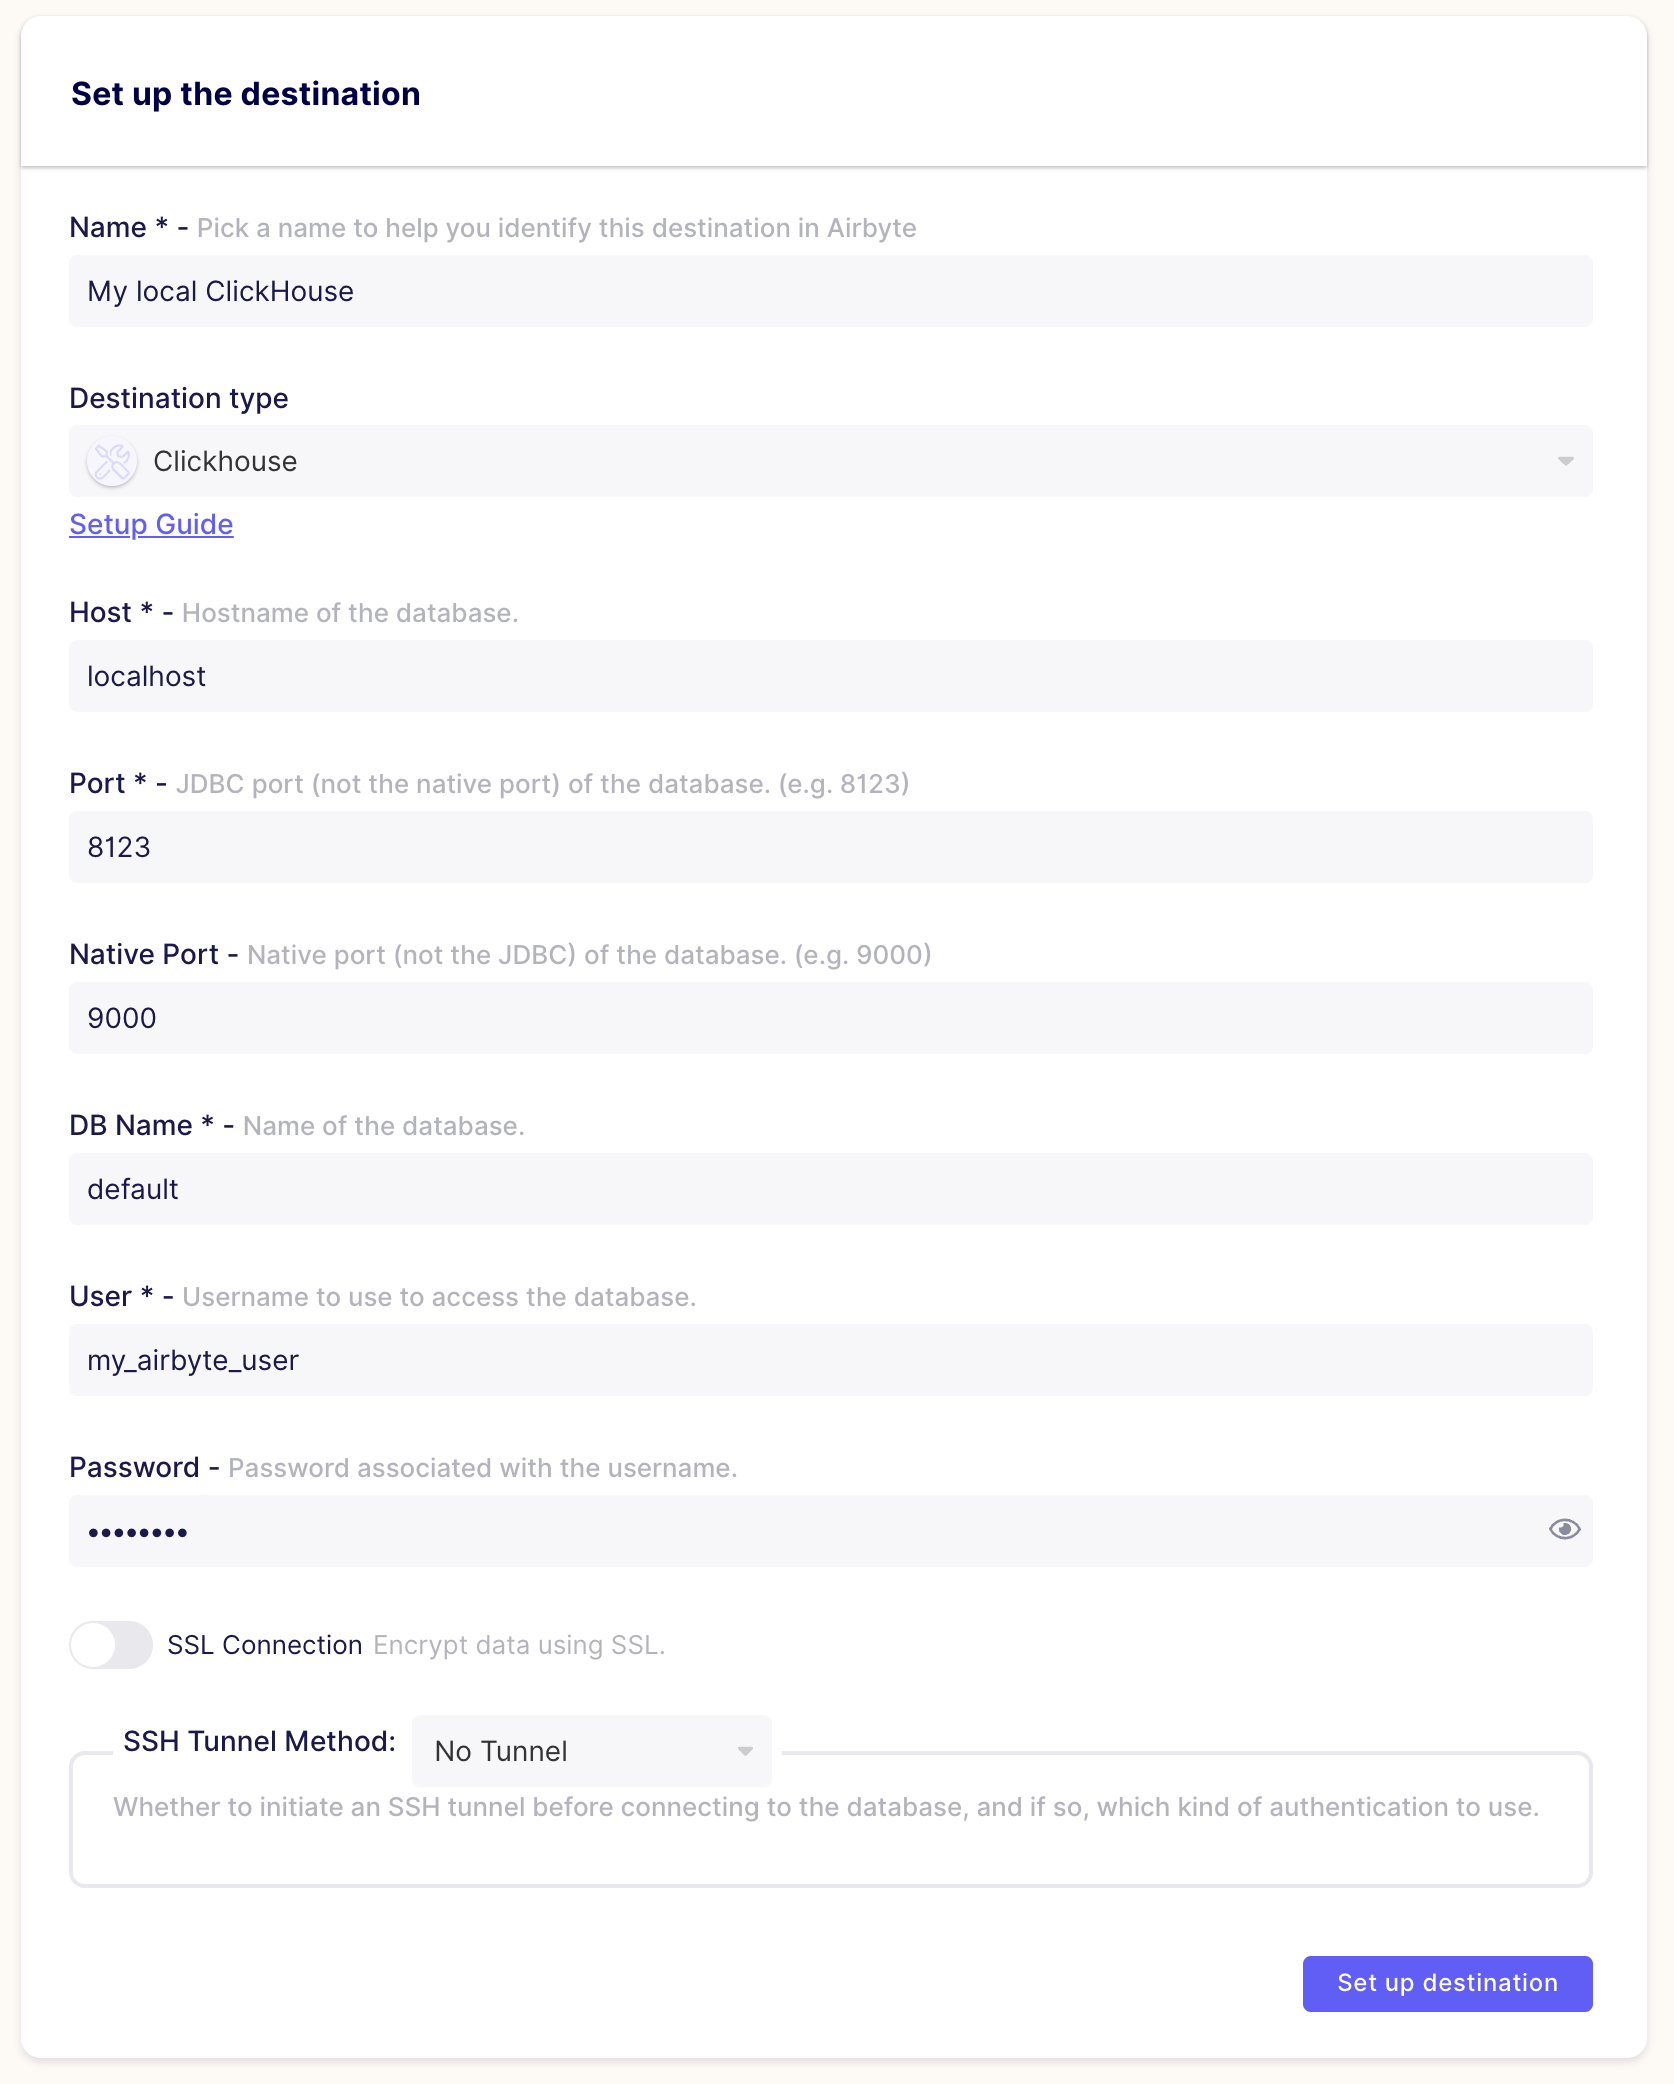 Set up the destination
Name * - Pick a name to help you identify this destination in Airbyte
My local ClickHouse
Destination type
Clickhouse
Setup Guide
Host * - Hostname of the database.
localhost
Port * - JDBC port (not the native port) of the database. (e.g. 8123)
8123
Native Port - Native port (not the JDBC) of the database. (e.g. 9000)
9000
DB Name * - Name of the database.
default
User * - Username to use to access the database.
my_airbyte_user
Password - Password associated with the username.
••••••••
SSL Connection Encrypt data using SSL.
SSH Tunnel Method: No Tunnel
Whether to initiate an SSH tunnel before connecting to the database, and if so, which kind of authentication to use.
Set up destination